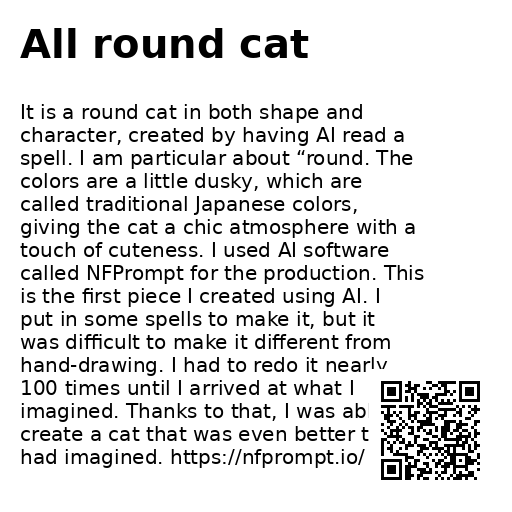 All round cat
It is a round cat in both shape and
character, created by having AI read a
spell. I am particular about “round. The
colors are a little dusky, which are
called traditional Japanese colors,
giving the cat a chic atmosphere with a
touch of cuteness. I used AI software
called NFPrompt for the production. This
is the first piece I created using AI. I
put in some spells to make it, but it
was difficult to make it different from
hand-drawing. I had to redo it nearly
100 times until I arrived at what I
imagined. Thanks to that, I was
create a cat that was even better
had imagined. https://nfprompt.io/